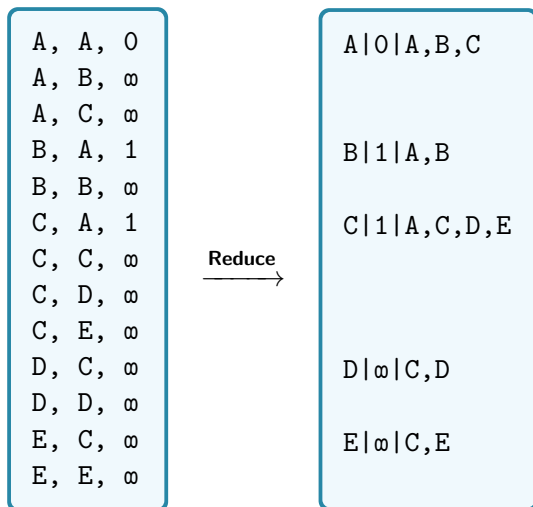 A, A, 0
A, B, ∞
A, C, ∞
B, A, 1
B, B, ∞
C, A, 1
C, C, ∞
C, D, ∞
C, E, ∞
D, C, ∞
D, D, ∞
E, C, ∞
E, E, ∞
Reduce
A|0|A,B,C
B|1|A,B
C|1|A,C,D,E
D|∞|C,D
E|∞|C,E